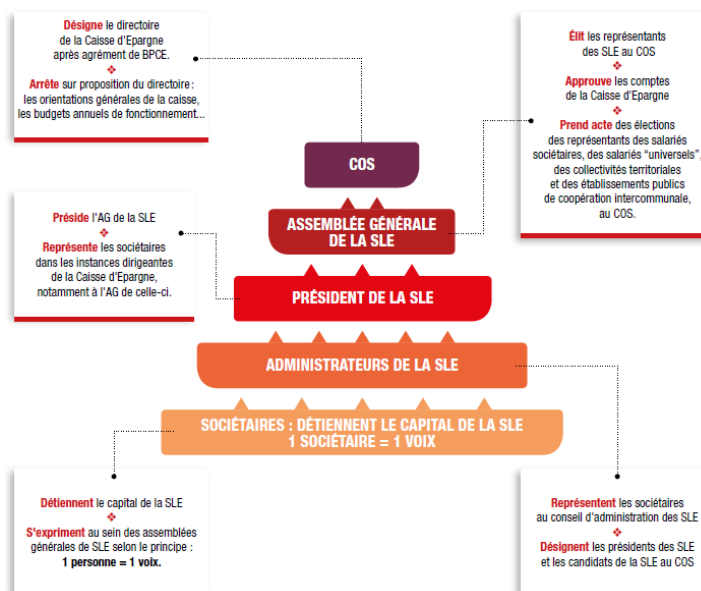 Désigne le directoire
de la Caisse d'Epargne
après agrément de BPCE.
❖
Arrête sur proposition du directoire :
les orientations générales de la caisse,
les budgets annuels de fonctionnement...
Élit les représentants
des SLE au COS
❖
Approuve les comptes
de la Caisse d'Epargne
❖
Prend acte des élections
des représentants des salariés
sociétaires, des salariés "universels",
des collectivités territoriales
et des établissements publics
de coopération intercommunale,
au COS.
COS
ASSEMBLÉE GÉNÉRALE
DE LA SLE
Préside l'AG de la SLE
❖
Représente les sociétaires
dans les instances dirigeantes
de la Caisse d'Epargne,
notamment à l'AG de celle-ci.
PRÉSIDENT DE LA SLE
ADMINISTRATEURS DE LA SLE
SOCIÉTAIRES : DÉTIENNENT LE CAPITAL DE LA SLE
1 SOCIÉTAIRE = 1 VOIX
Détiennent le capital de la SLE
❖
S'expriment au sein des assemblées
générales de SLE selon le principe :
1 personne = 1 voix.
Représentent les sociétaires
au conseil d'administration des SLE
❖
Désignent les présidents des SLE
et les candidats de la SLE au COS